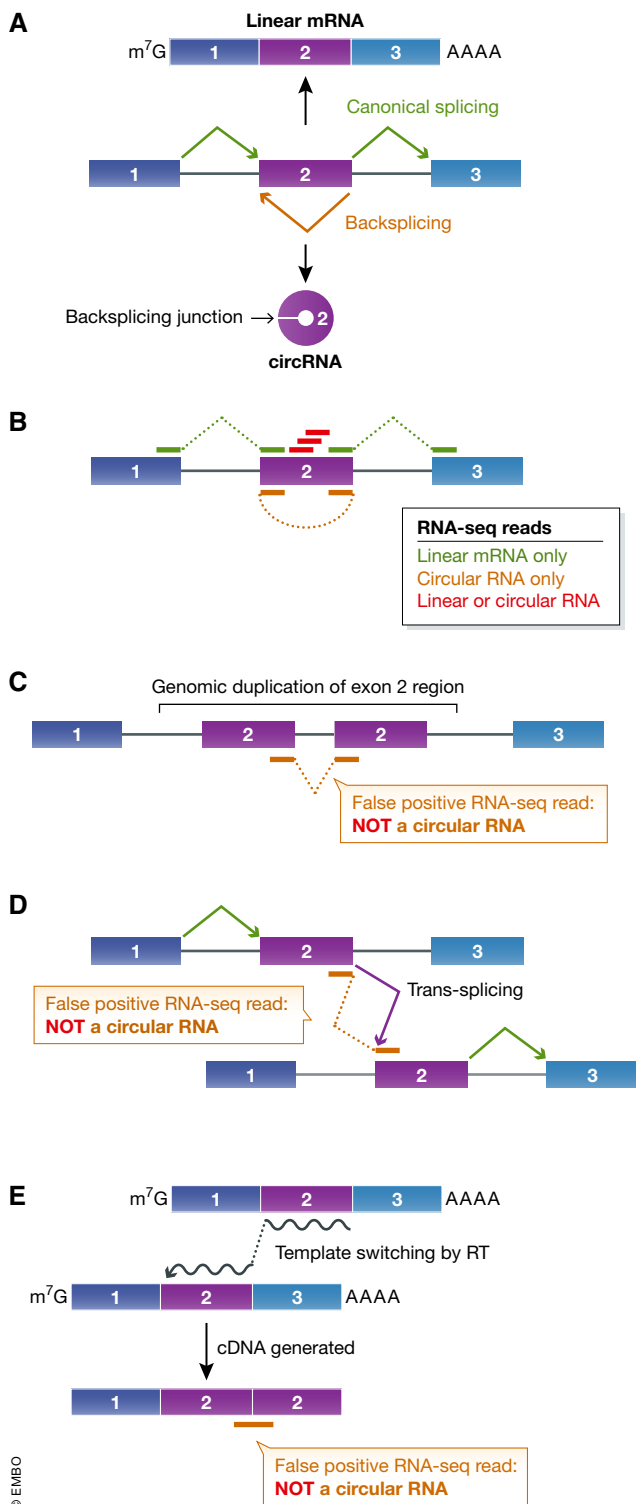 A
Linear mRNA
m7G 1 2 3 AAAA
Canonical splicing
1 2 3
Backsplicing
Backsplicing junction 2
circRNA
B
1 2 3
RNA-seq reads
Linear mRNA only
Circular RNA only
Linear or circular RNA
C
Genomic duplication of exon 2 region
1 2 2 3
False positive RNA-seq read:
NOT a circular RNA
D
1 2 3
Trans-splicing
False positive RNA-seq read:
NOT a circular RNA
1 2 3
E
m7G 1 2 3 AAAA
Template switching by RT
m7G 1 2 3 AAAA
cDNA generated
1 2 2
False positive RNA-seq read:
NOT a circular RNA
© EMBO